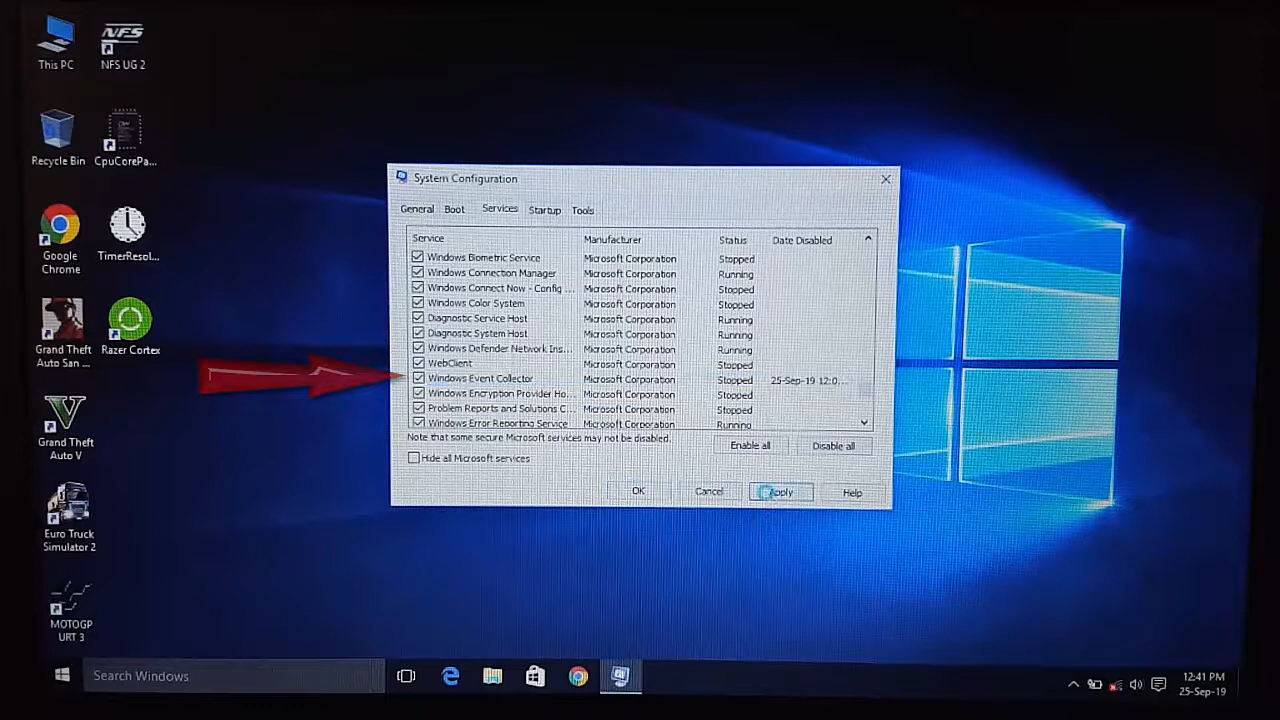 This PC
NFS
NFS UG 2
Recycle Bin
CpuCorePa...
Google
Chrome
TimerResol...
Grand Theft
Auto San ...
Razer Cortex
Grand Theft
Auto V
Euro Truck
Simulator 2
MOTOGP
URT 3
System Configuration
General Boot Services Startup Tools
Service Manufacturer Status Date Disabled
Windows Biometric Service Microsoft Corporation Stopped
Windows Connection Manager Microsoft Corporation Running
Windows Connect Now - Config ... Microsoft Corporation Stopped
Windows Color System Microsoft Corporation Stopped
Diagnostic Service Host Microsoft Corporation Running
Diagnostic System Host Microsoft Corporation Running
Windows Defender Network Ins... Microsoft Corporation Running
WebClient Microsoft Corporation Stopped
Windows Event Collector Microsoft Corporation Stopped 25-Sep-19 12:0...
Windows Encryption Provider Ho... Microsoft Corporation Stopped
Problem Reports and Solutions C... Microsoft Corporation Stopped
Windows Error Reporting Service Microsoft Corporation Running
Note that some secure Microsoft services may not be disabled.
Enable all Disable all
Hide all Microsoft services
OK Cancel Apply Help
Search Windows
12:41 PM
25-Sep-19